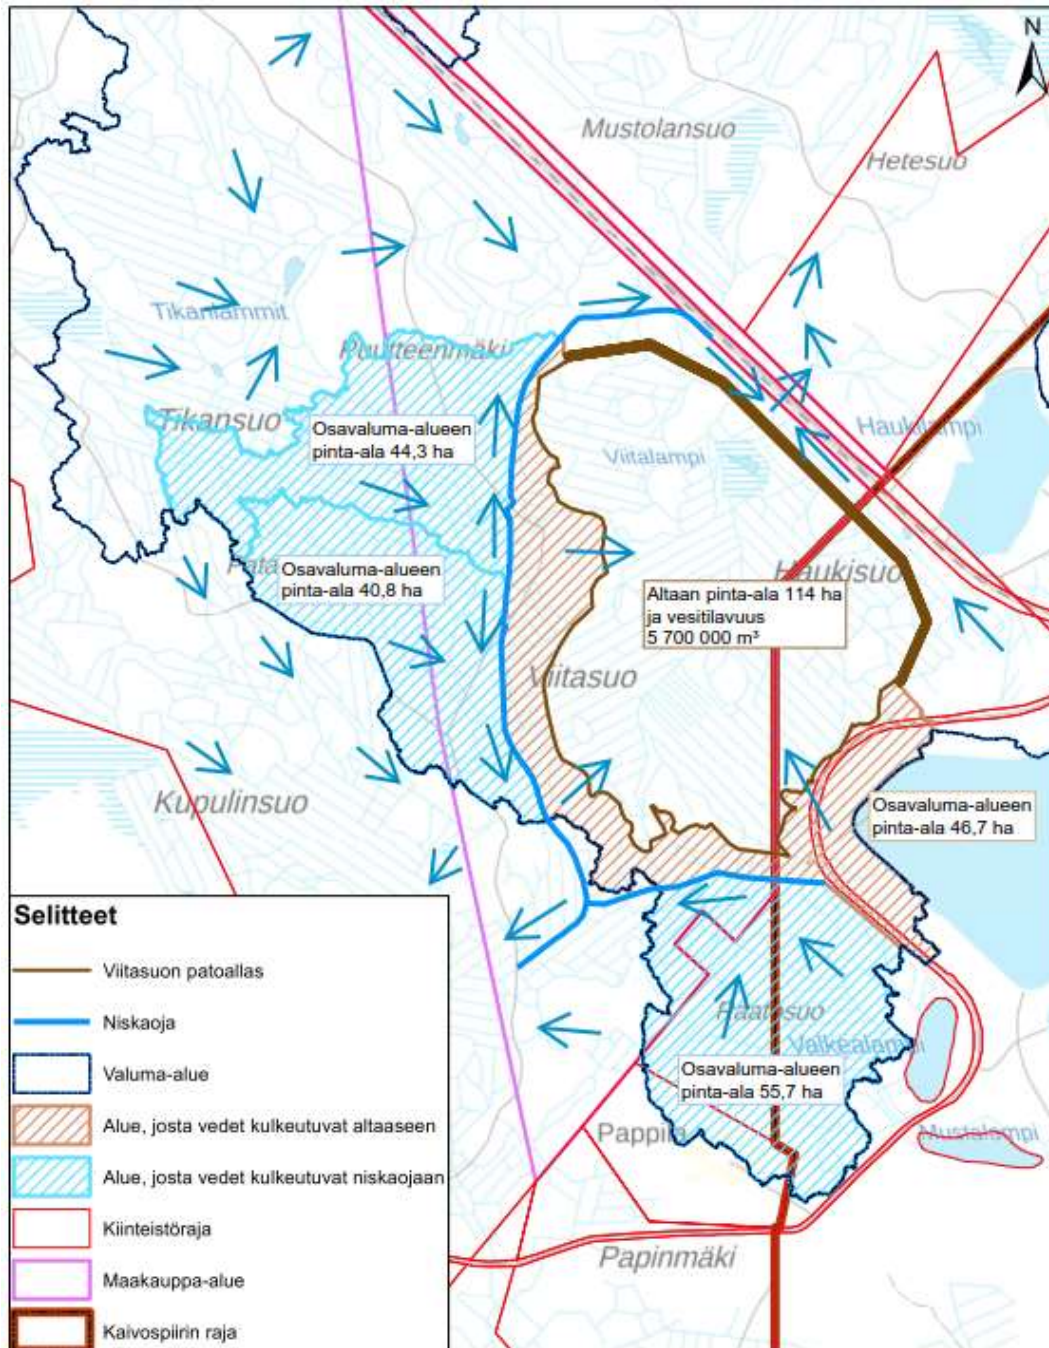 N
Mustolansuo
Hetesuo
Tikanlammit
Puutteenmäki
Tikansuo
Osavaluma-alueen
pinta-ala 44,3 ha
Viitalampi
Haukilampi
Osavaluma-alueen
pinta-ala 40,8 ha
Haukisuo
Altaan pinta-ala 114 ha
ja vesitilavuus
5 700 000 m³
Viitasuo
Kupulinsuo
Osavaluma-alueen
pinta-ala 46,7 ha
Valkealampi
Osavaluma-alueen
pinta-ala 55,7 ha
Pappila
Mustalampi
Papinmäki
Selitteet
Viitasuon patoallas
Niskaoja
Valuma-alue
Alue, josta vedet kulkeutuvat altaaseen
Alue, josta vedet kulkeutuvat niskaojaan
Kiinteistöraja
Maakauppa-alue
Kaivospiirin raja